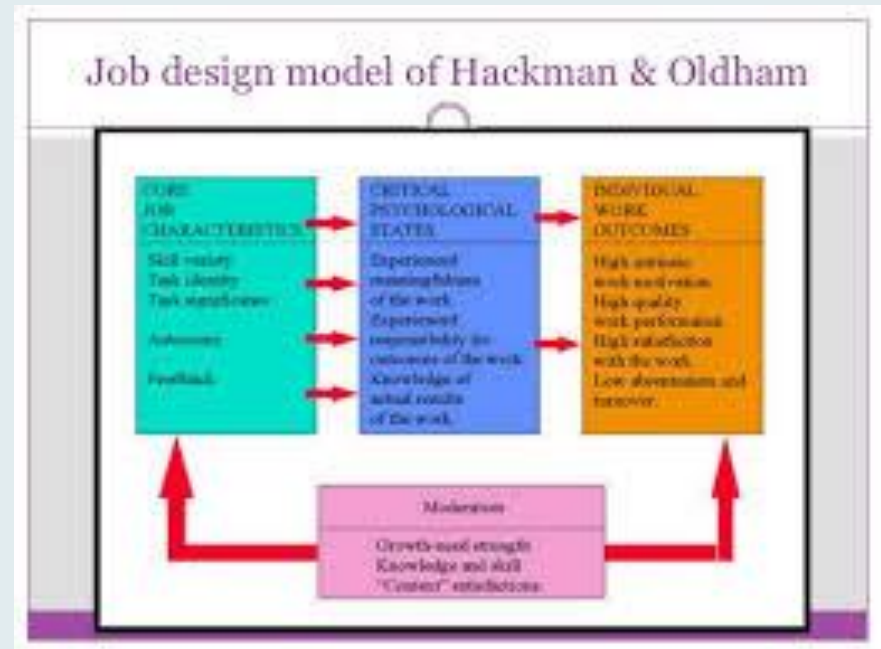 Job design model of Hackman & Oldham
CORE
JOB
CHARACTERISTICS
Skill variety
Task identity
Task significance
Autonomy
Feedback
CRITICAL
PSYCHOLOGICAL
STATES
Experienced
meaningfulness
of the work
Experienced
responsibility for
outcomes of the work
Knowledge of
actual results
of the work.
INDIVIDUAL
WORK
OUTCOMES
High intrinsic
work motivation
High quality
work performance
High satisfaction
with the work
Low absenteeism and
turnover.
Moderators
Growth-need strength
Knowledge and skill
"Context" satisfactions